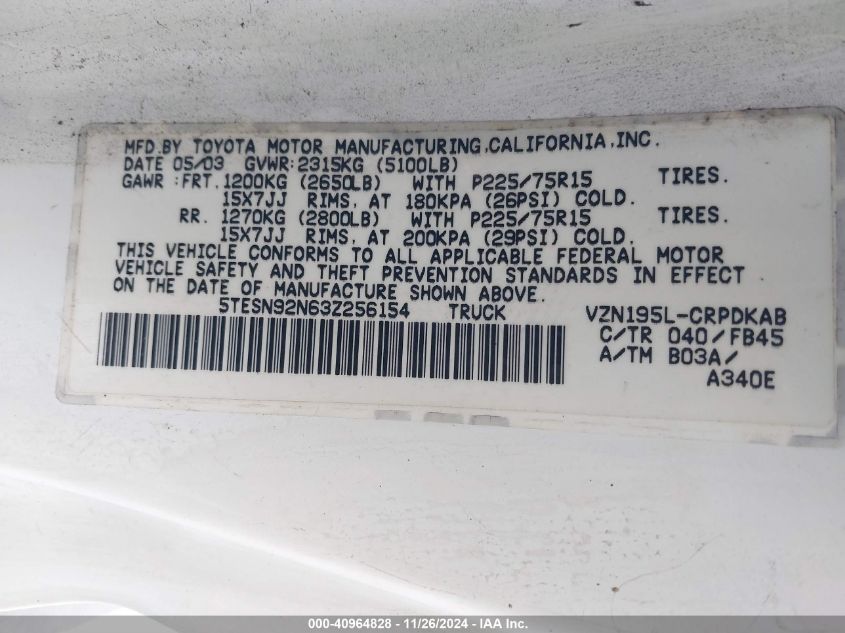 MFD.BY TOYOTA MOTOR MANUFACTURING,CALIFORNIA,INC.
DATE 05/03 GVWR:2315KG (5100LB)
GAWR :FRT.1200KG (2650LB) WITH P225/75R15 TIRES.
15X7JJ RIMS, AT 180KPA (26PSI) COLD.
RR. 1270KG (2800LB) WITH P225/75R15 TIRES.
15X7JJ RIMS, AT 200KPA (29PSI) COLD.
THIS VEHICLE CONFORMS TO ALL APPLICABLE FEDERAL MOTOR
VEHICLE SAFETY AND THEFT PREVENTION STANDARDS IN EFFECT
ON THE DATE OF MANUFACTURE SHOWN ABOVE.
5TESN92N63Z256154 TRUCK VZN195L-CRPDKAB
C/TR 040/FB45
A/TM B03A/
A340E
000-40964828 - 11/26/2024 - IAA Inc.